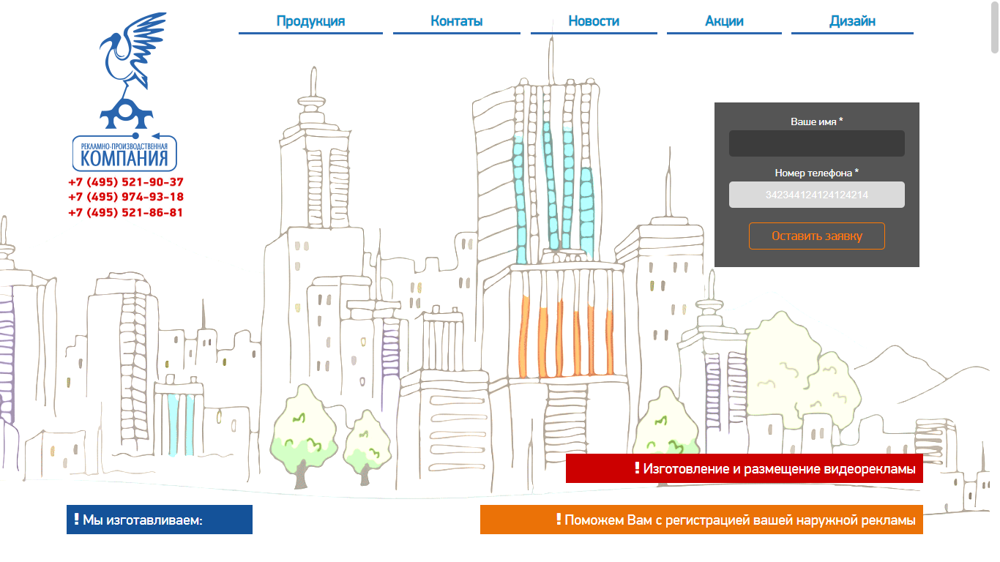 Продукция
Контаты
Новости
Акции
Дизайн
РЕКЛАМНО-ПРОИЗВОДСТВЕННАЯ
КОМПАНИЯ
+7 (495) 521-90-37
+7 (495) 974-93-18
+7 (495) 521-86-81
Ваше имя *
Номер телефона *
342344124124124214
Оставить заявку
! Изготовление и размещение видеорекламы
! Мы изготавливаем:
! Поможем Вам с регистрацией вашей наружной рекламы